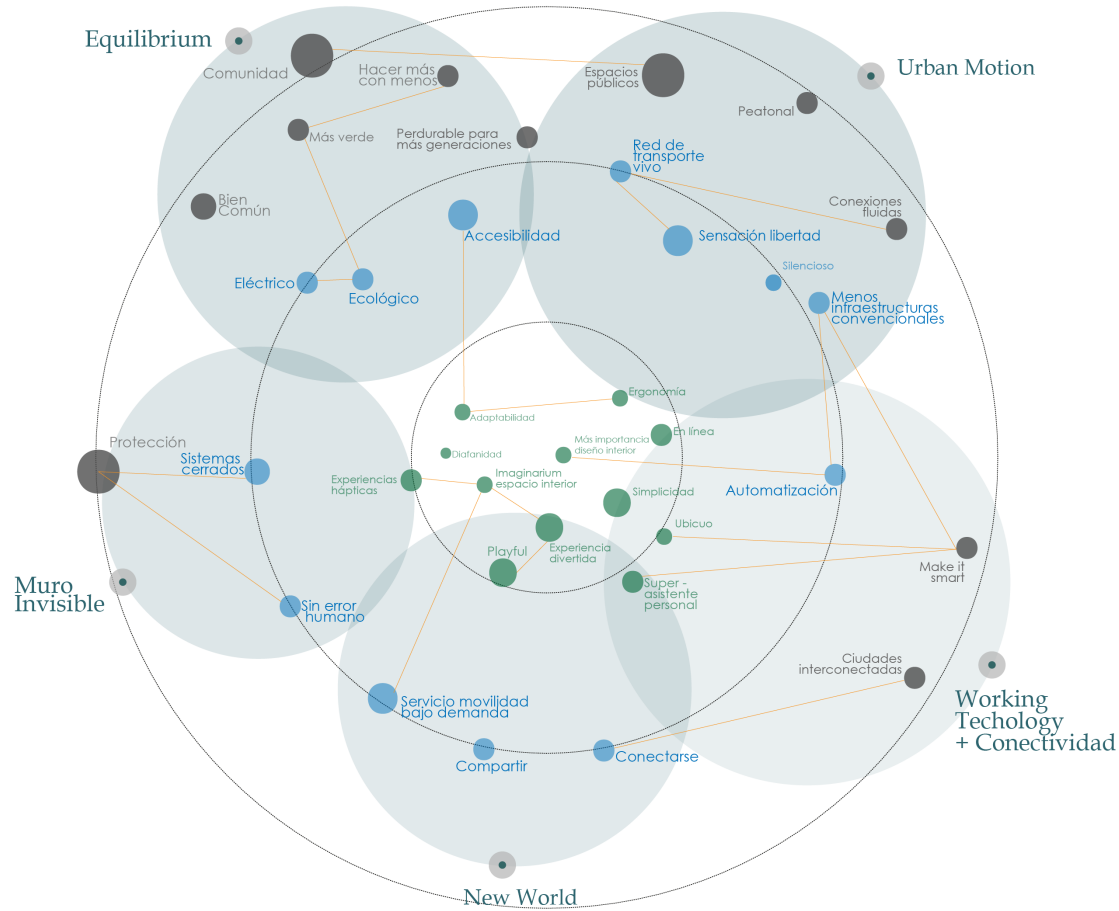 Equilibrium
Comunidad
Hacer más
con menos
Más verde
Perdurable para
más generaciones
Bien
Común
Accesibilidad
Eléctrico
Ecológico
Espacios
públicos
Urban Motion
Peatonal
Red de
transporte
vivo
Conexiones
fluidas
Sensación libertad
Silencioso
Menos
infraestructuras
convencionales
Ergonomía
Adaptabilidad
En línea
Más importancia
diseño interior
Diafanidad
Imaginarium
espacio interior
Experiencias
hápticas
Simplicidad
Automatización
Ubicuo
Playful
Experiencia
divertida
Super -
asistente
personal
Make it
smart
Protección
Sistemas
cerrados
Muro
Invisible
Sin error
humano
Servicio movilidad
bajo demanda
Compartir
Conectarse
Ciudades
interconectadas
Working
Techology
+ Conectividad
New World